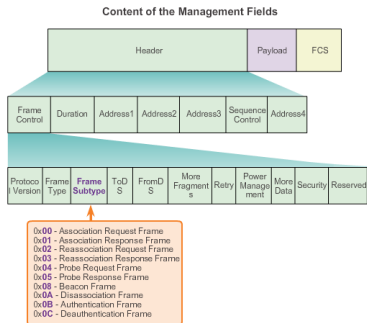 Content of the Management Fields
Header
Payload
FCS
Frame
Control
Duration
Address1
Address2
Address3
Sequence
Control
Address4
Protoco
l Version
Frame
Type
Frame
Subtype
ToD
S
FromD
S
More
Fragment
s
Retry
Power
Manage
ment
More
Data
Security
Reserved
0x00 - Association Request Frame
0x01 - Association Response Frame
0x02 - Reassociation Request Frame
0x03 - Reassociation Response Frame
0x04 - Probe Request Frame
0x05 - Probe Response Frame
0x08 - Beacon Frame
0x0A - Disassociation Frame
0x0B - Authentication Frame
0x0C - Deauthentication Frame